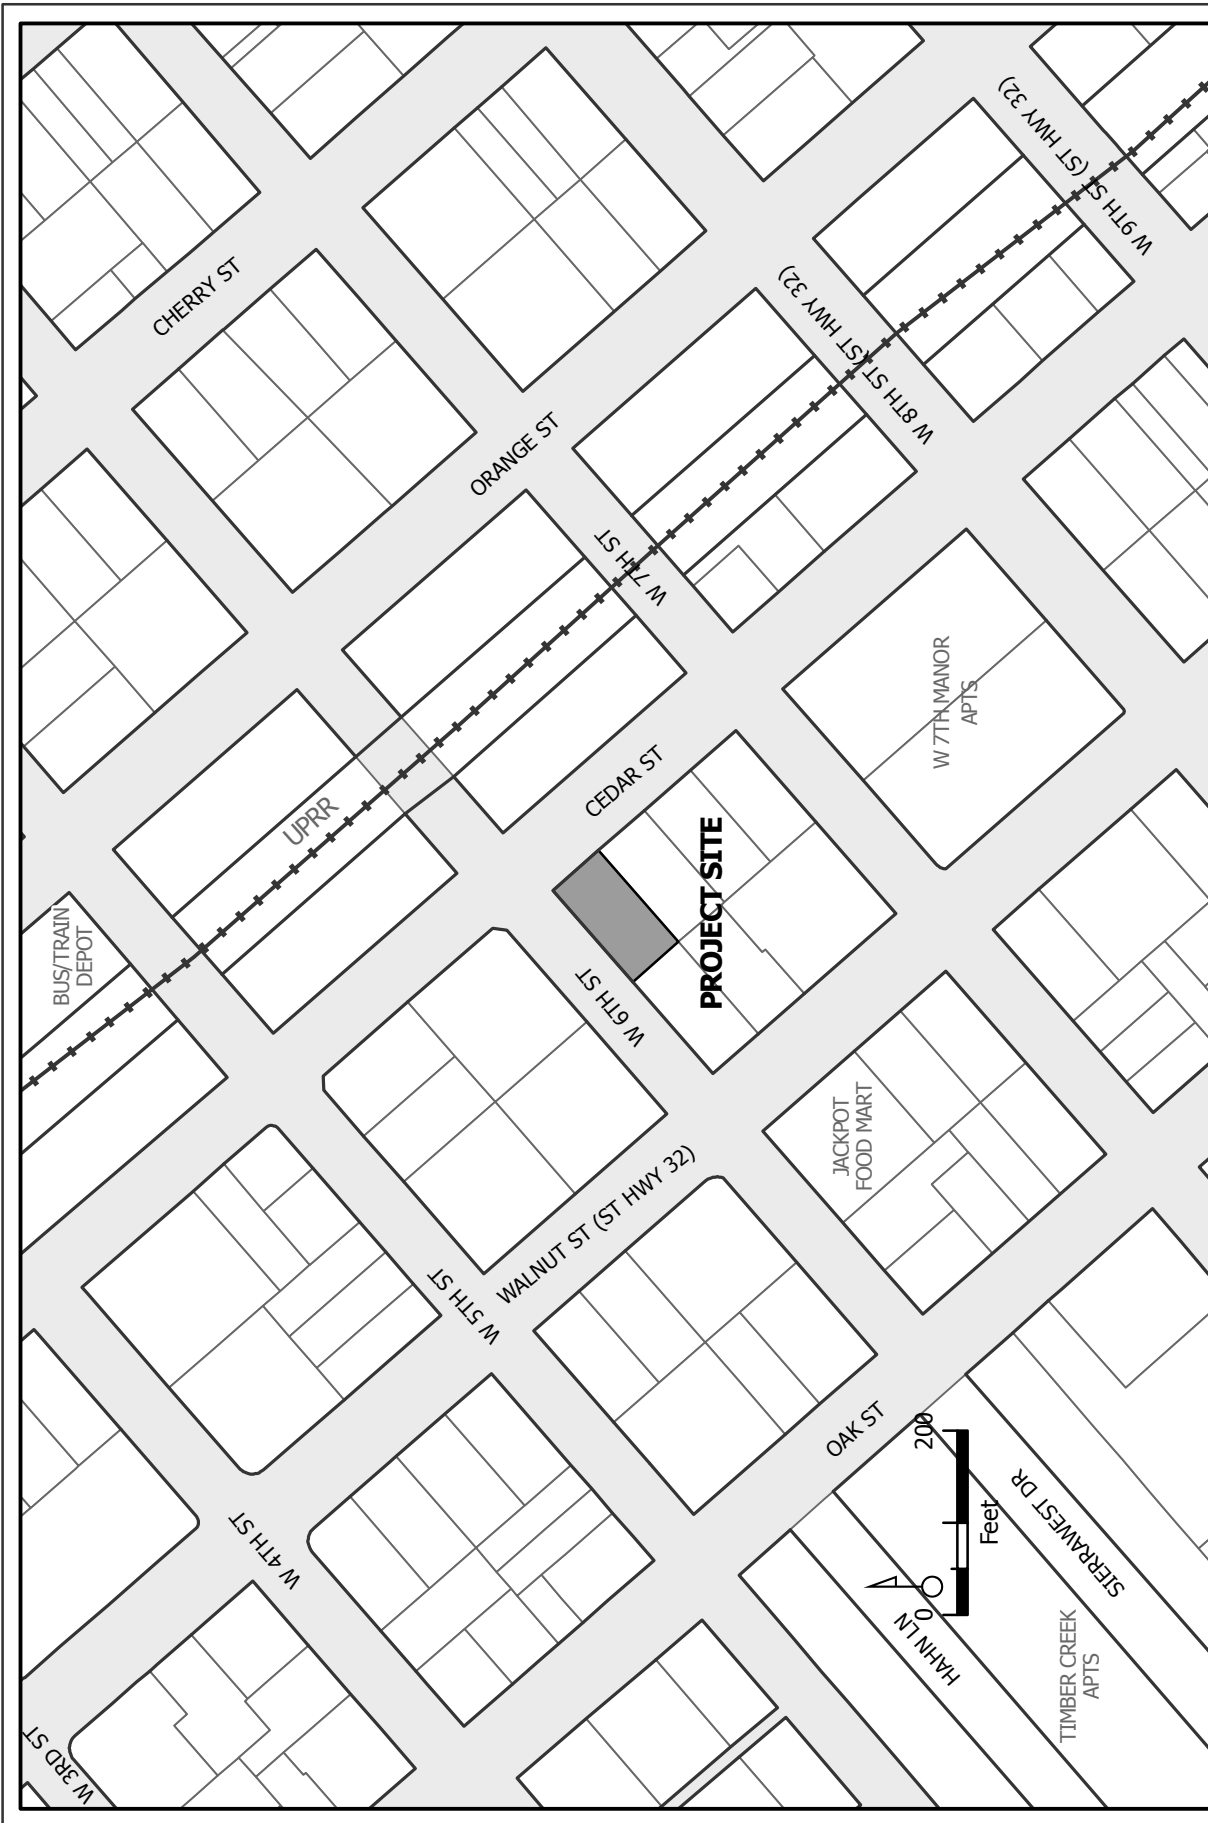 W 9TH ST (ST HWY 32)
CHERRY ST
W 8TH ST (ST HWY 32)
ORANGE ST
W 7TH ST
W 7TH MANOR
APTS
CEDAR ST
UPRR
PROJECT SITE
BUS/TRAIN
DEPOT
W 6TH ST
JACKPOT
FOOD MART
WALNUT ST (ST HWY 32)
W 5TH ST
OAK ST
200
Feet
0
SIERRAWEST DR
W 4TH ST
HAHN LN
TIMBER CREEK
APTS
W 3RD ST